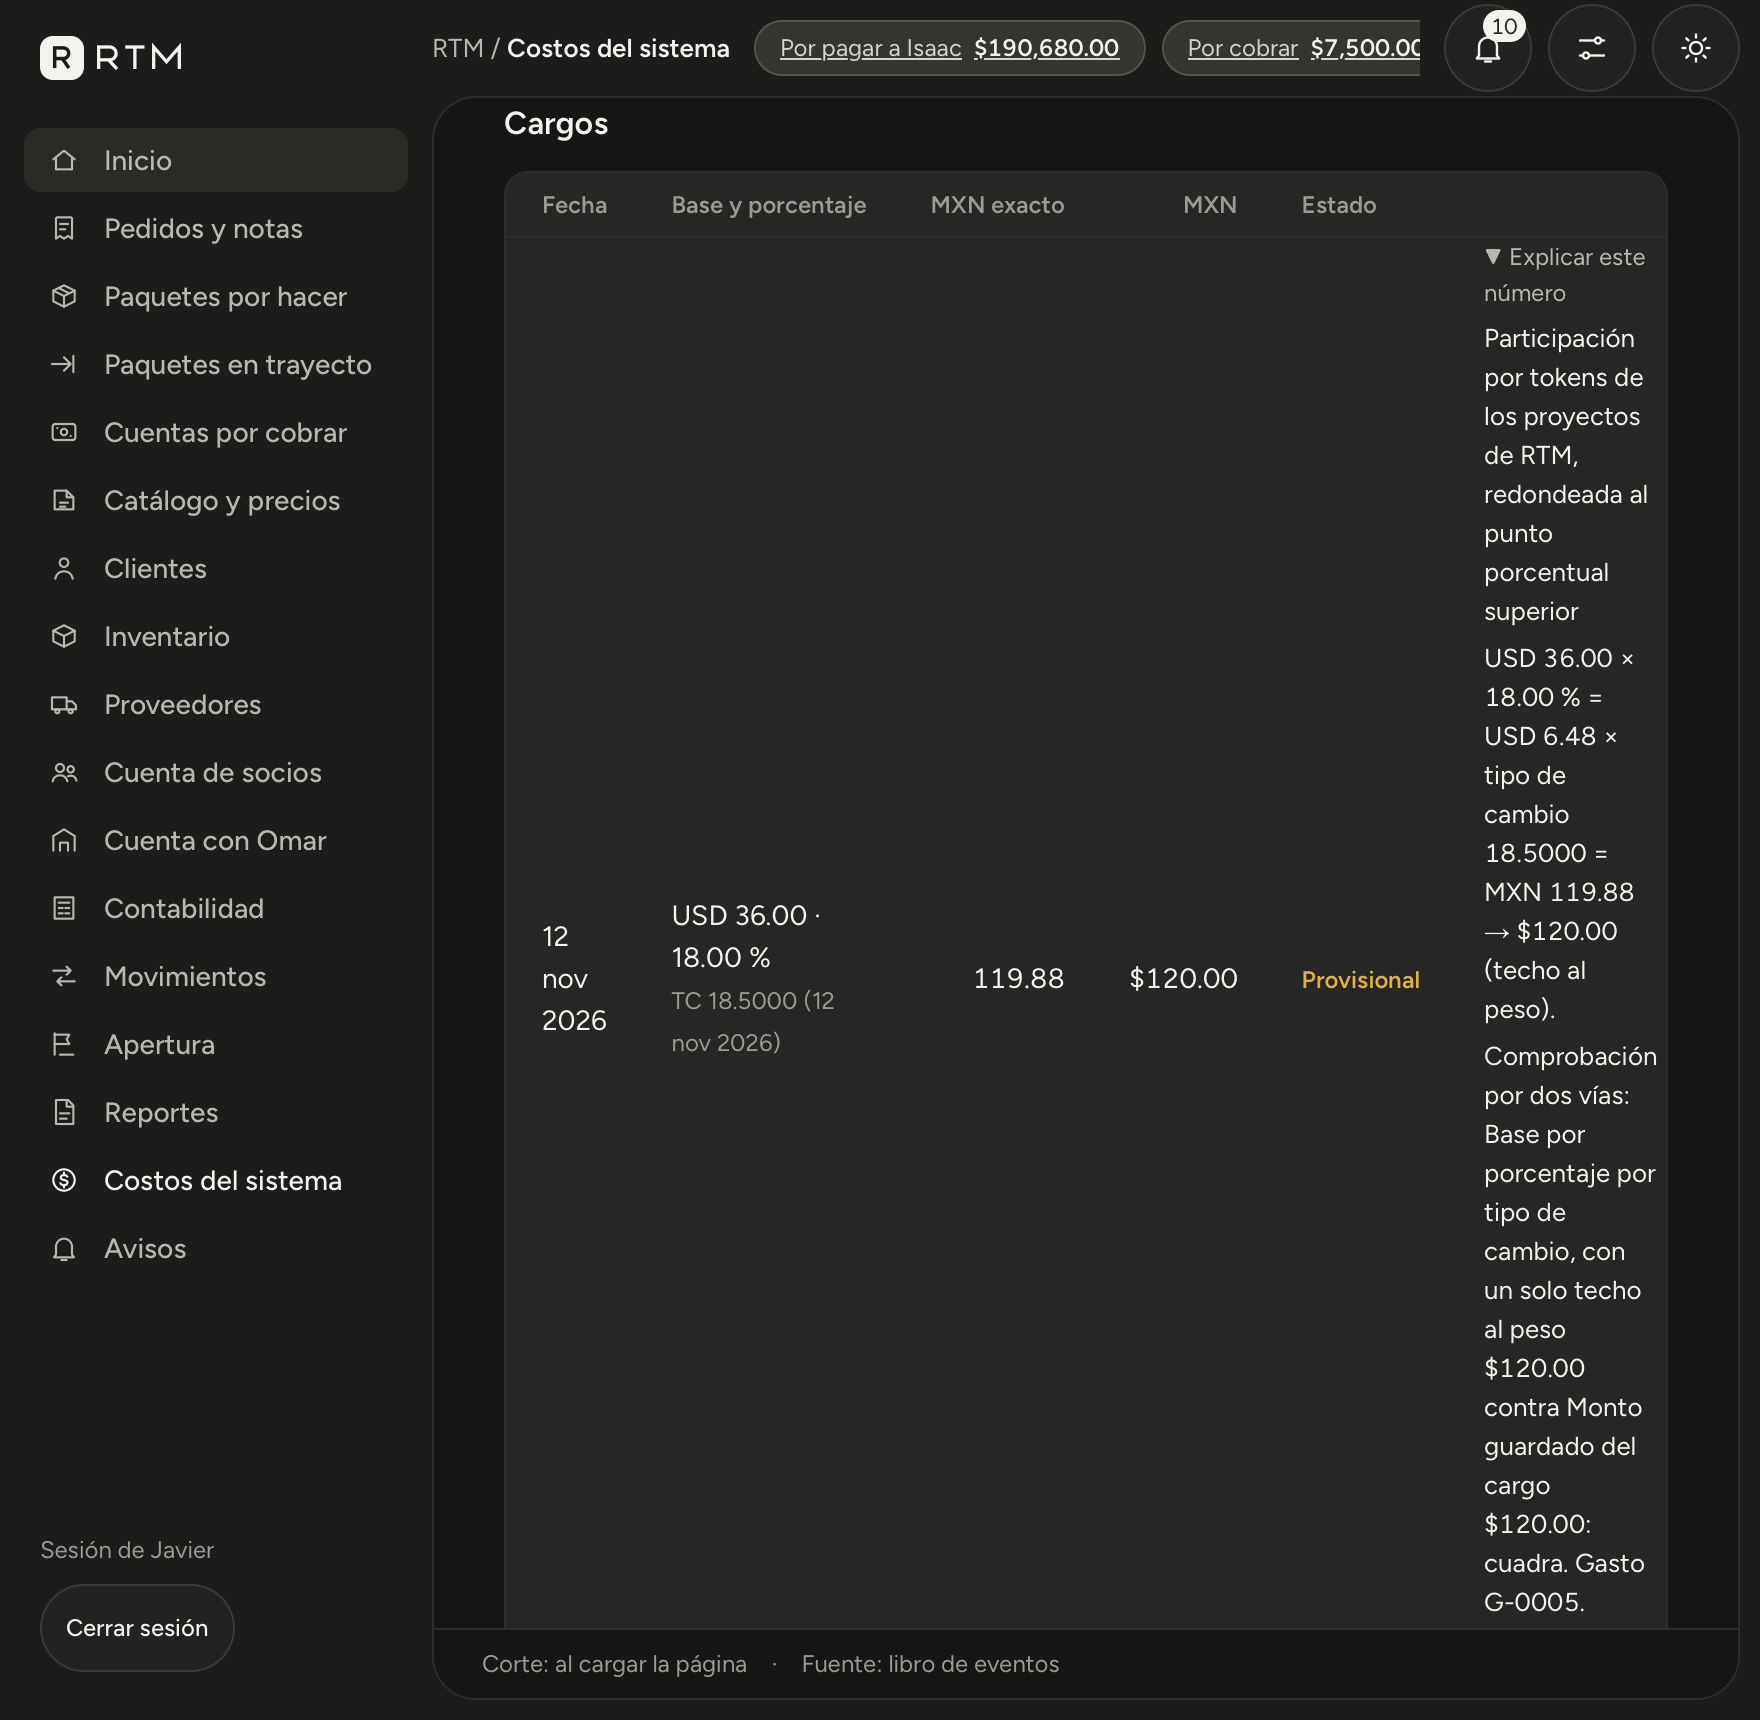 R RTM
RTM / Costos del sistema
Por pagar a Isaac $190,680.00
Por cobrar $7,500.00
10
Inicio
Pedidos y notas
Paquetes por hacer
Paquetes en trayecto
Cuentas por cobrar
Catálogo y precios
Clientes
Inventario
Proveedores
Cuenta de socios
Cuenta con Omar
Contabilidad
Movimientos
Apertura
Reportes
Costos del sistema
Avisos
Sesión de Javier
Cerrar sesión
Cargos
Fecha Base y porcentaje MXN exacto MXN Estado
12
nov
2026
USD 36.00 ·
18.00 %
TC 18.5000 (12
nov 2026)
119.88
$120.00
Provisional
▼ Explicar este
número
Participación
por tokens de
los proyectos
de RTM,
redondeada al
punto
porcentual
superior
USD 36.00 ×
18.00 % =
USD 6.48 ×
tipo de
cambio
18.5000 =
MXN 119.88
→ $120.00
(techo al
peso).
Comprobación
por dos vías:
Base por
porcentaje por
tipo de
cambio, con
un solo techo
al peso
$120.00
contra Monto
guardado del
cargo
$120.00:
cuadra. Gasto
G-0005.
Corte: al cargar la página · Fuente: libro de eventos